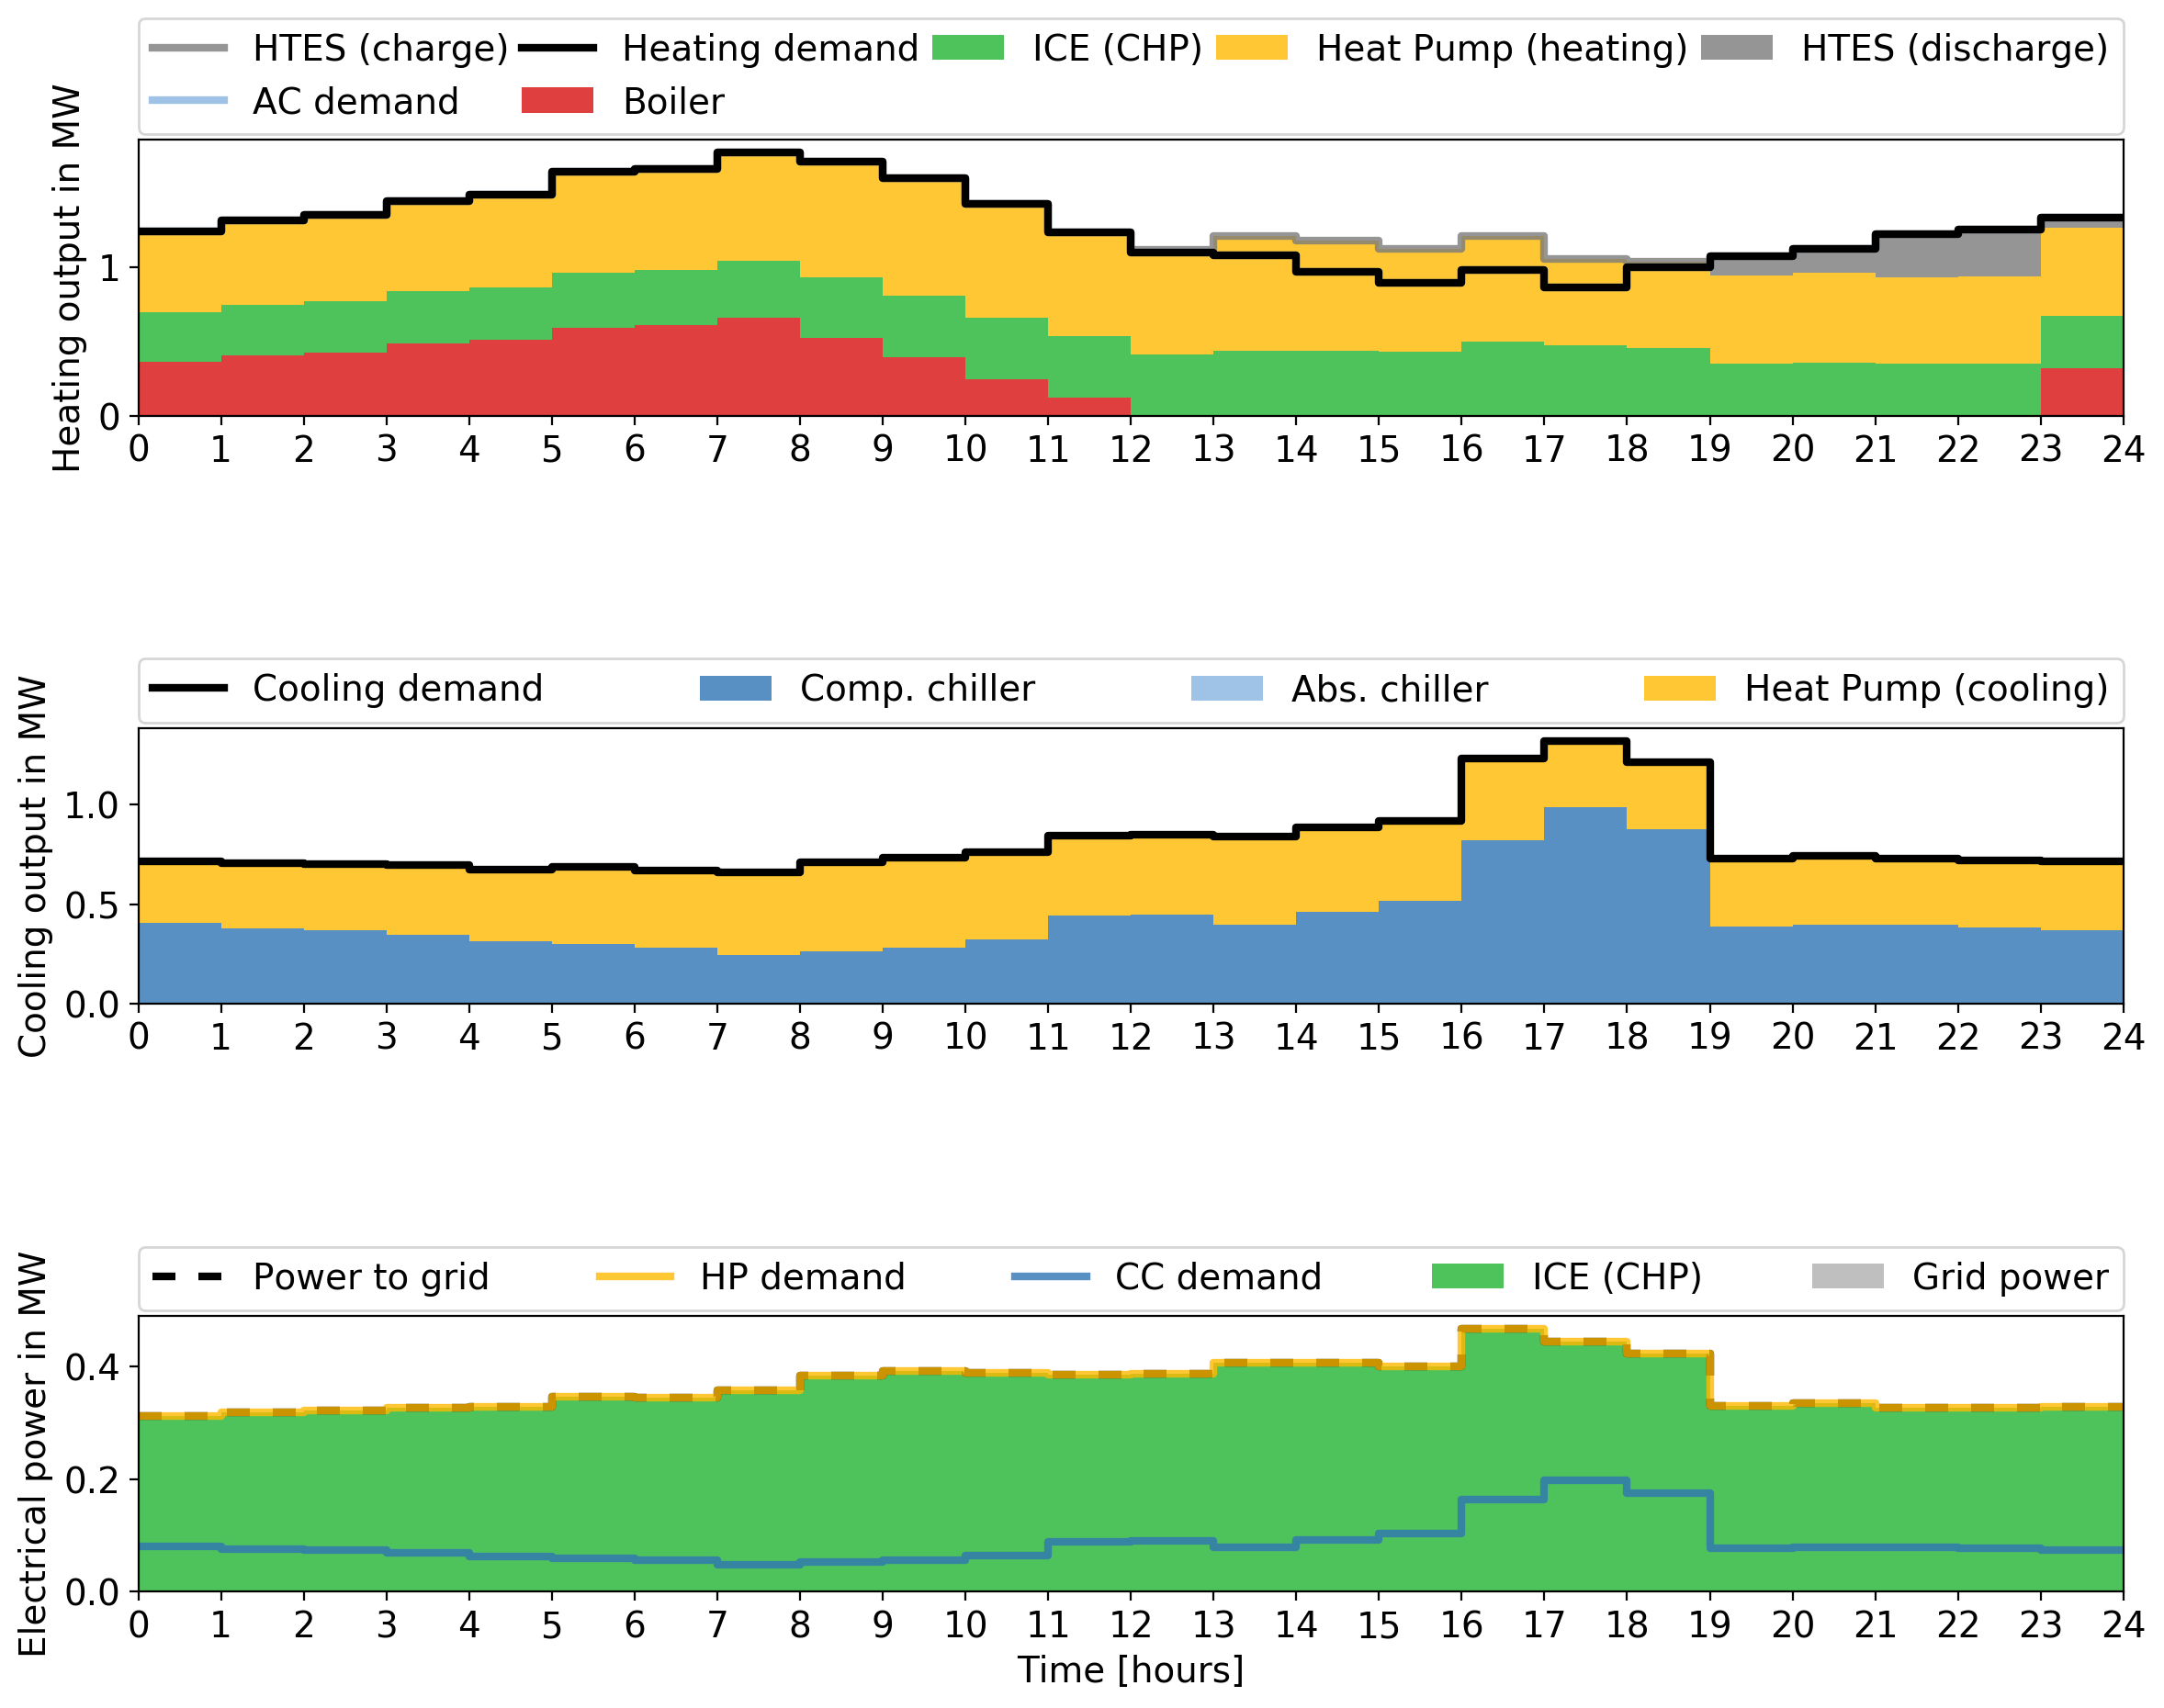 HTES (charge) Heating demand ICE (CHP) Heat Pump (heating) HTES (discharge)
AC demand Boiler
Heating output in MW
1
0
0 1 2 3 4 5 6 7 8 9 10 11 12 13 14 15 16 17 18 19 20 21 22 23 24
Cooling demand Comp. chiller Abs. chiller Heat Pump (cooling)
Cooling output in MW
1.0
0.5
0.0
0 1 2 3 4 5 6 7 8 9 10 11 12 13 14 15 16 17 18 19 20 21 22 23 24
Power to grid HP demand CC demand ICE (CHP) Grid power
Electrical power in MW
0.4
0.2
0.0
0 1 2 3 4 5 6 7 8 9 10 11 12 13 14 15 16 17 18 19 20 21 22 23 24
Time [hours]